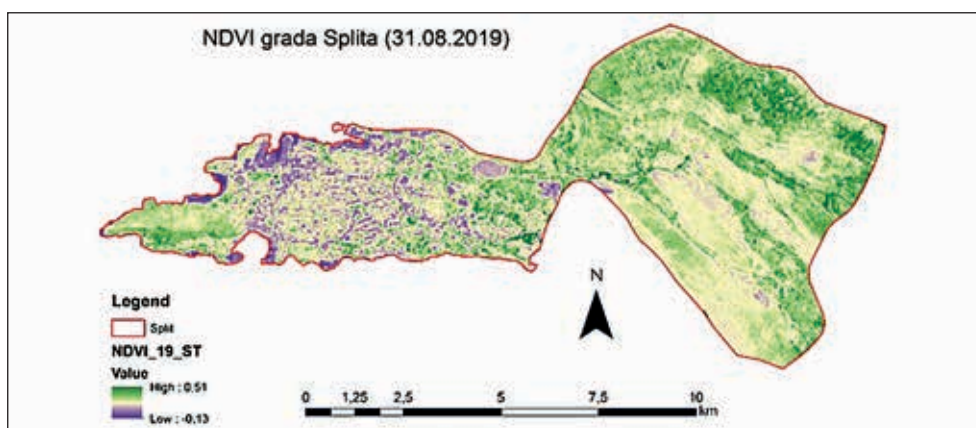 NDVI grada Splita (31.08.2019)
N
Legend
Split
NDVI_19_ST
Value
High : 0.51
Low : -0.13
0 1,25 2,5 5 7,5 10
km